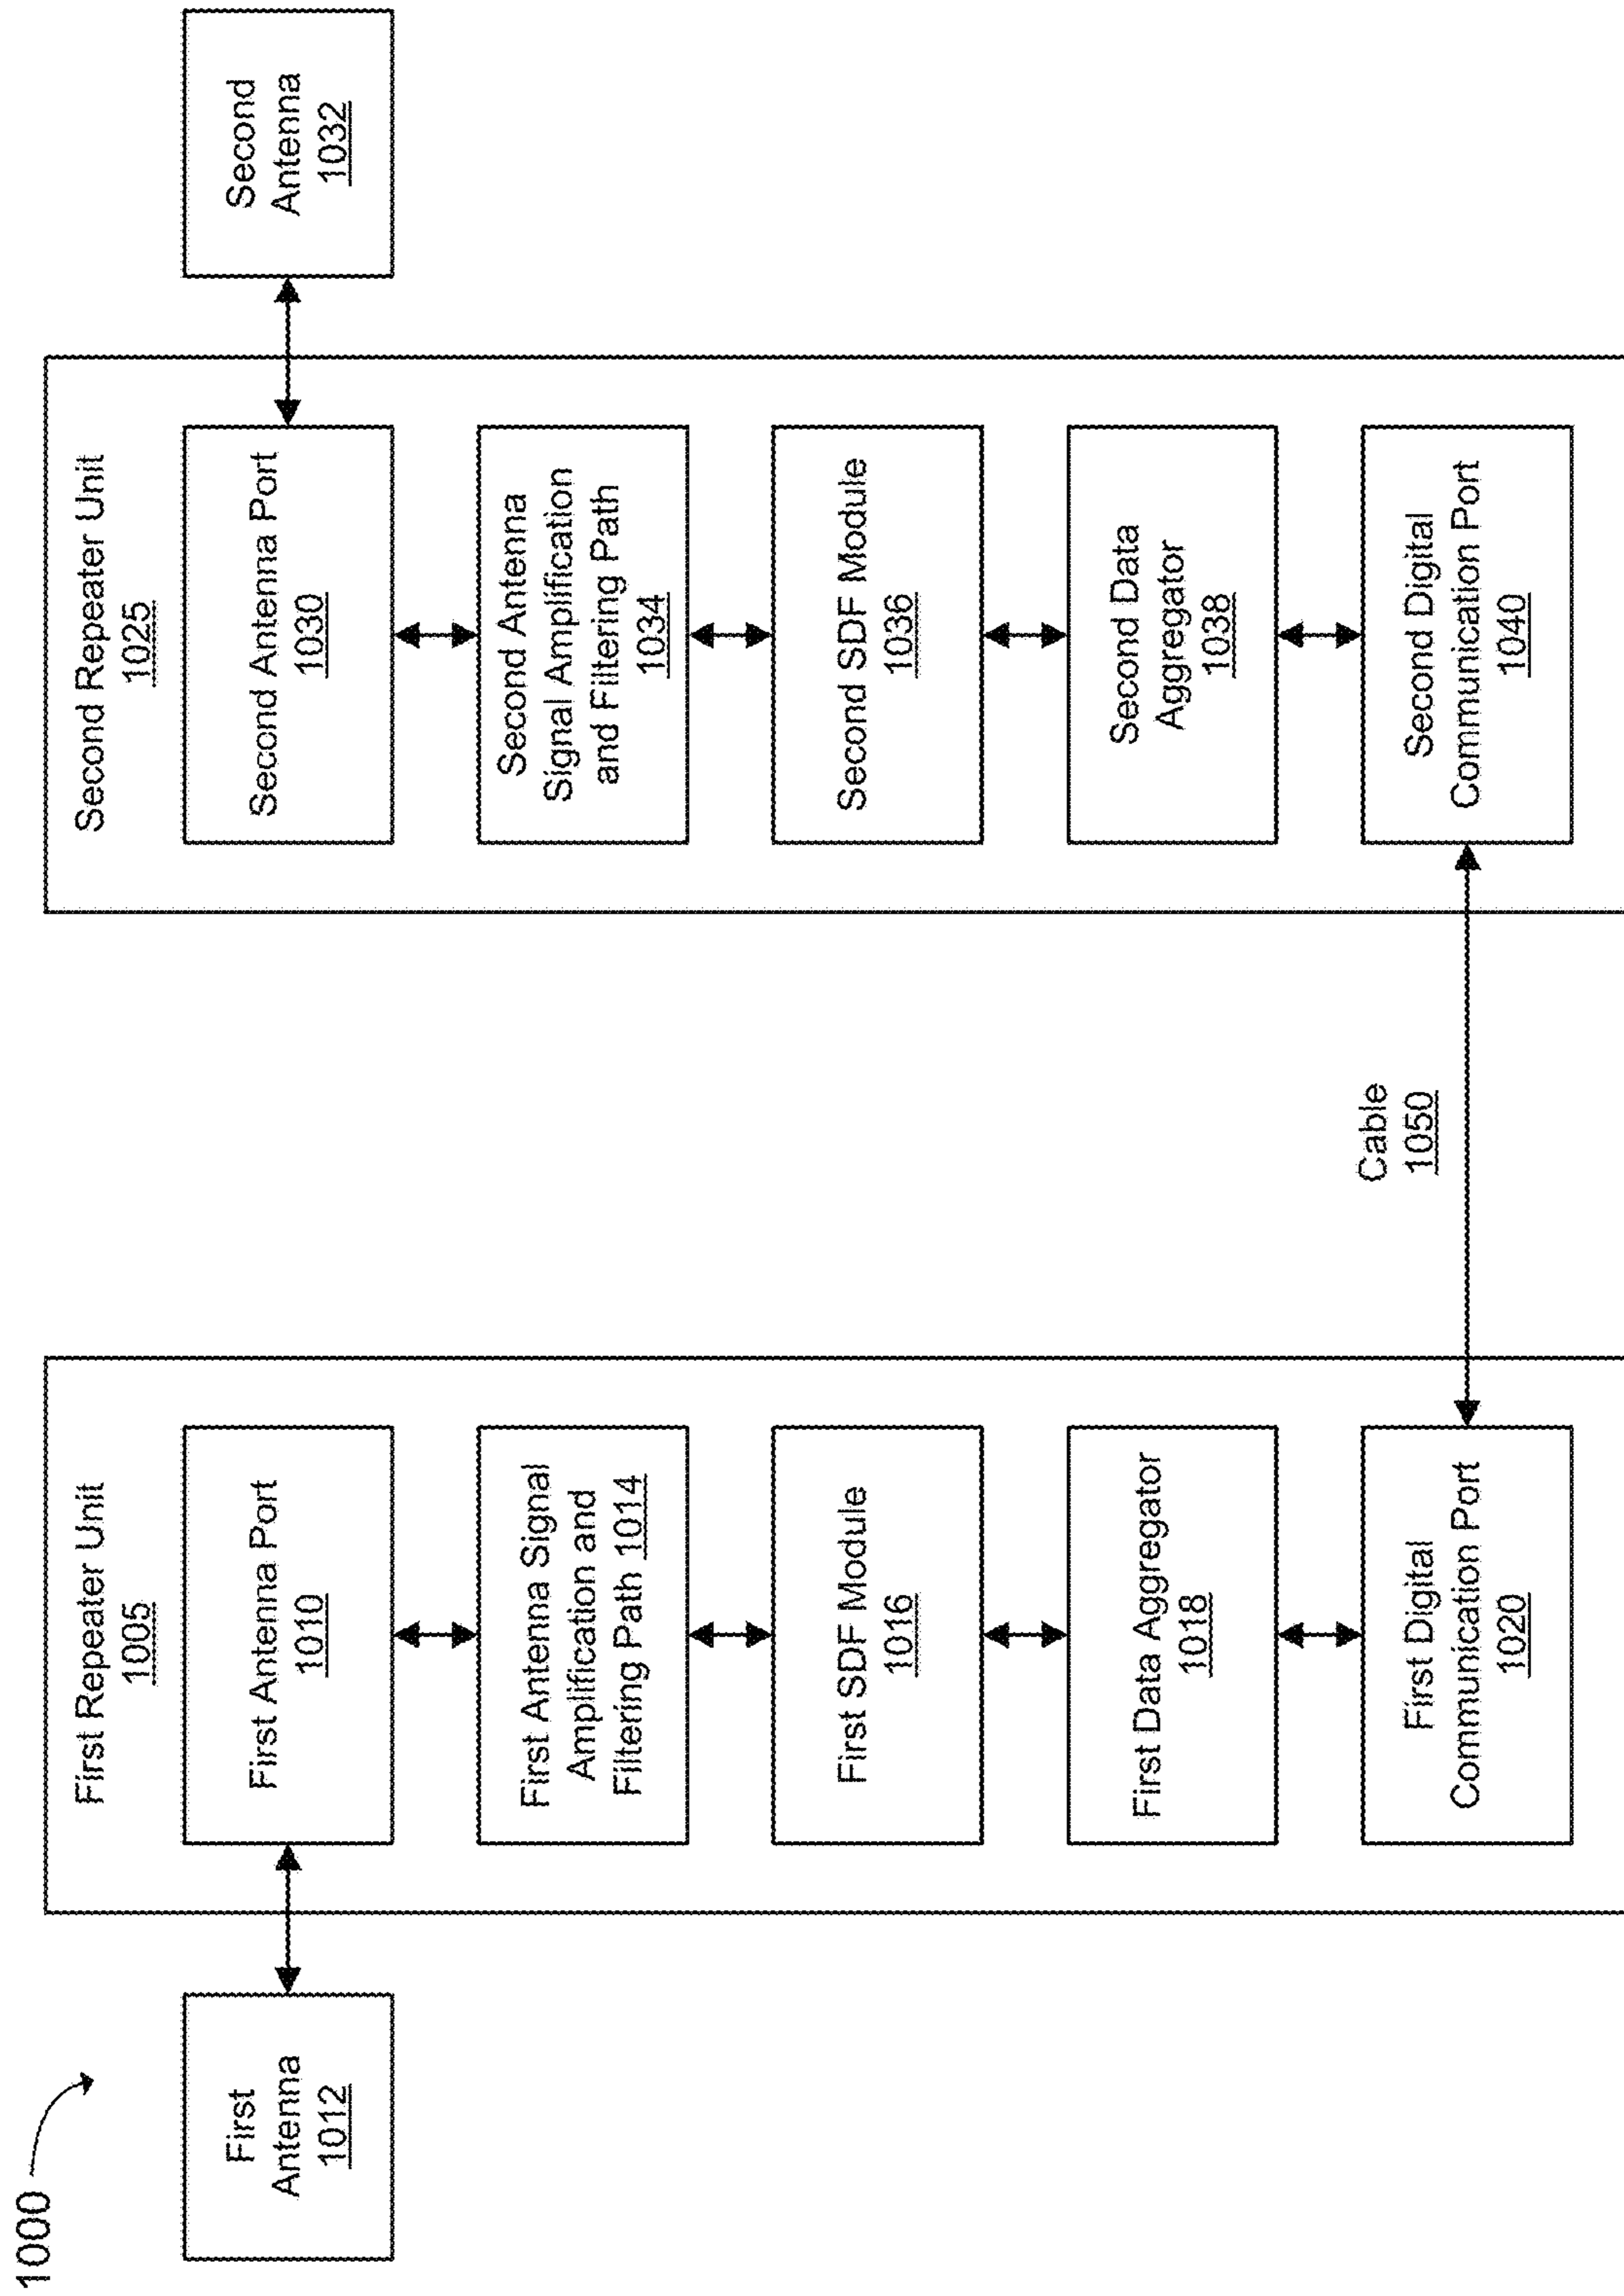 1000
First
Antenna
1012
First Repeater Unit
1005
First Antenna Port
1010
First Antenna Signal
Amplification and
Filtering Path 1014
First SDF Module
1016
First Data Aggregator
1018
First Digital
Communication Port
1020
Cable
1050
Second Repeater Unit
1025
Second Antenna Port
1030
Second Antenna
Signal Amplification
and Filtering Path
1034
Second SDF Module
1036
Second Data
Aggregator
1038
Second Digital
Communication Port
1040
Second
Antenna
1032